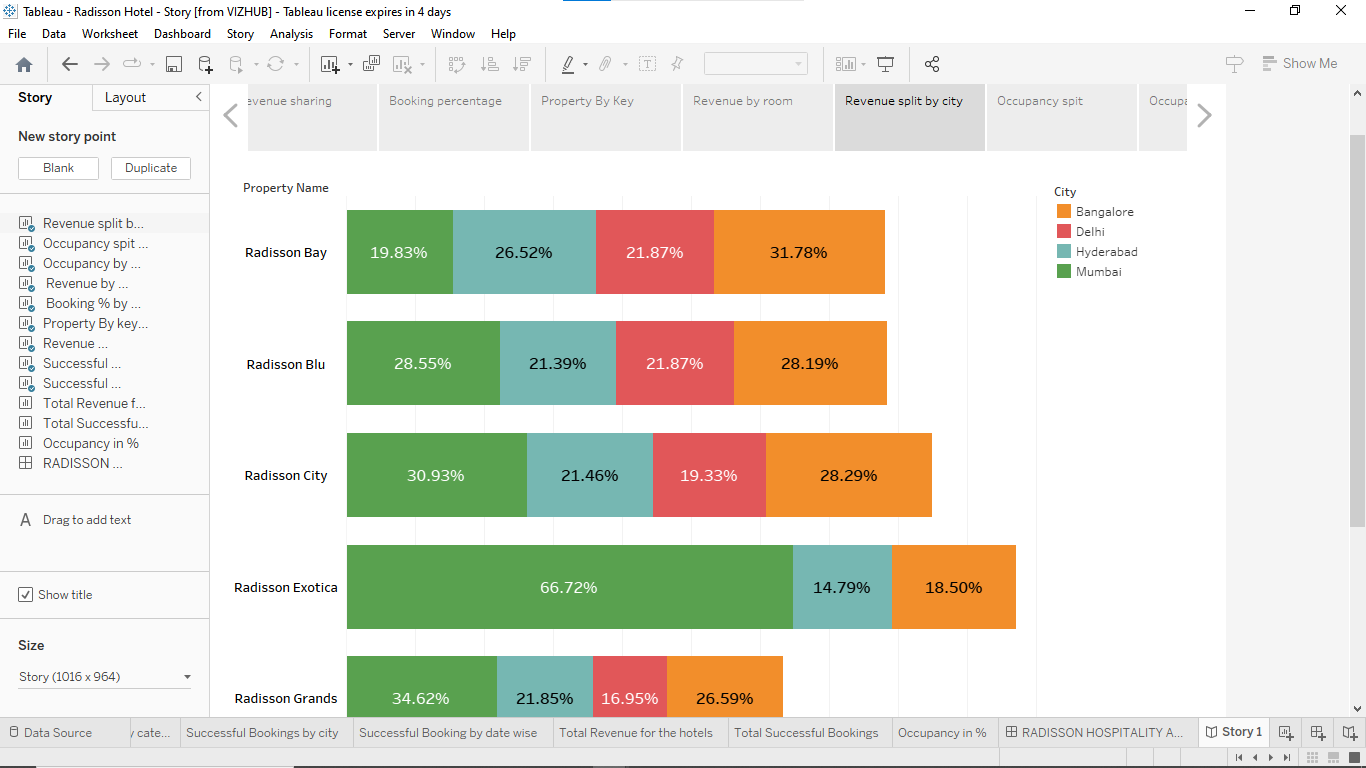 Tableau - Radisson Hotel - Story [from VIZHUB] - Tableau license expires in 4 days
File Data Worksheet Dashboard Story Analysis Format Server Window Help
Show Me
Story Layout
New story point
Blank Duplicate
Revenue split b...
Occupancy spit ...
Occupancy by ...
Revenue by ...
Booking % by ...
Property By key...
Revenue ...
Successful ...
Successful ...
Total Revenue f...
Total Successfu...
Occupancy in %
RADISSON ...
A Drag to add text
Show title
Size
Story (1016 x 964)
evenue sharing Booking percentage Property By Key Revenue by room Revenue split by city Occupancy spit Occupa
Property Name
City
Bangalore
Delhi
Hyderabad
Mumbai
Radisson Bay 19.83% 26.52% 21.87% 31.78%
Radisson Blu 28.55% 21.39% 21.87% 28.19%
Radisson City 30.93% 21.46% 19.33% 28.29%
Radisson Exotica 66.72% 14.79% 18.50%
Radisson Grands 34.62% 21.85% 16.95% 26.59%
Data Source y cate... Successful Bookings by city Successful Booking by date wise Total Revenue for the hotels Total Successful Bookings Occupancy in % RADISSON HOSPITALITY A... Story 1